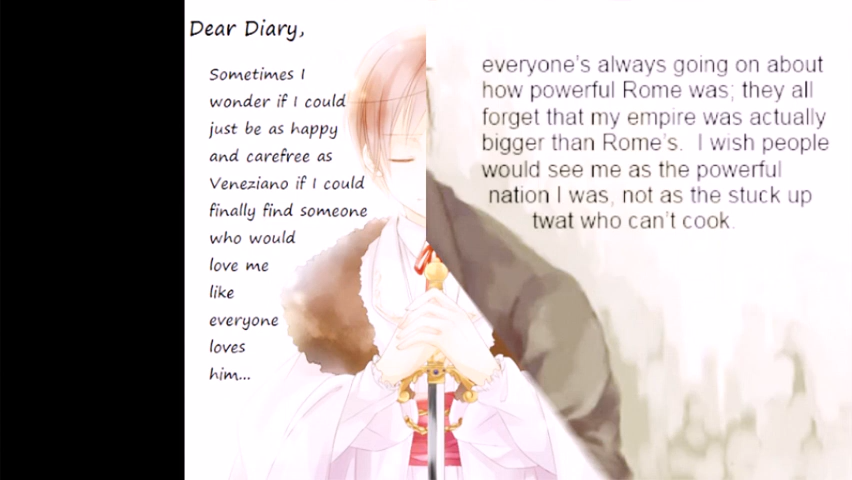 Dear Diary,
Sometimes I
wonder if I could
just be as happy
and carefree as
Veneziano if I could
finally find someone
who would
love me
like
everyone
loves
him...
everyone's always going on about
how powerful Rome was; they all
forget that my empire was actually
bigger than Rome's.  I wish people
would see me as the powerful
nation I was, not as the stuck up
twat who can't cook.